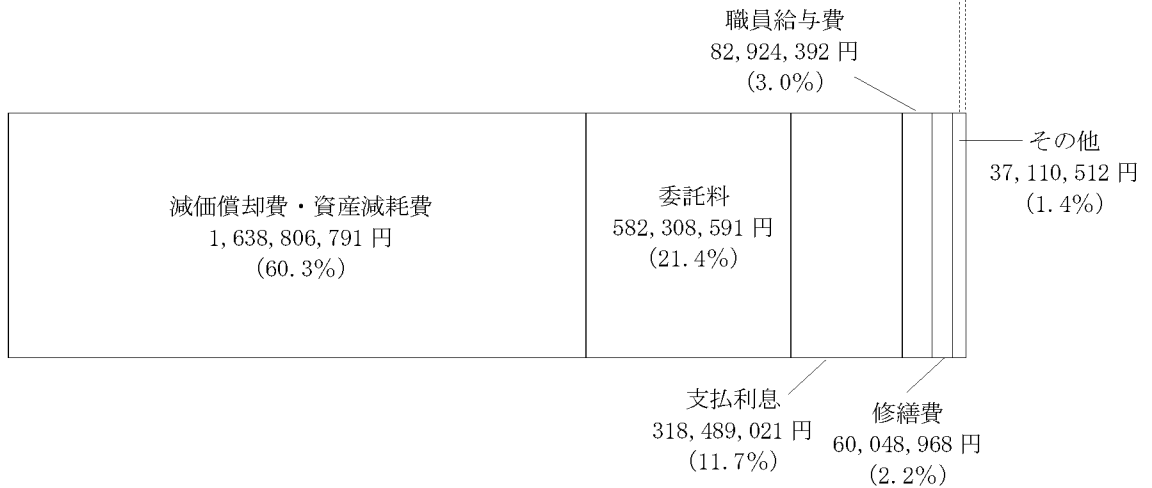 職員給与費
82,924,392 円
(3.0%)
その他
37,110,512 円
(1.4%)
減価償却費・資産減耗費
1,638,806,791 円
(60.3%)
委託料
582,308,591 円
(21.4%)
支払利息
318,489,021 円
(11.7%)
修繕費
60,048,968 円
(2.2%)